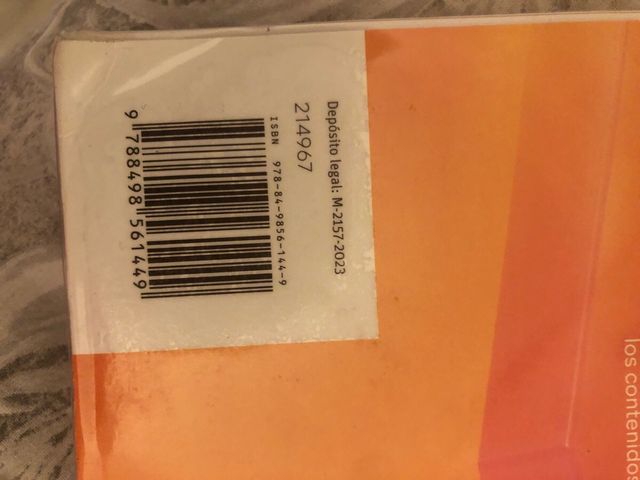 Depósito legal: M-2157-2023
214967
ISBN 978-84-9856-144-9
9 788498 561449
los contenidos